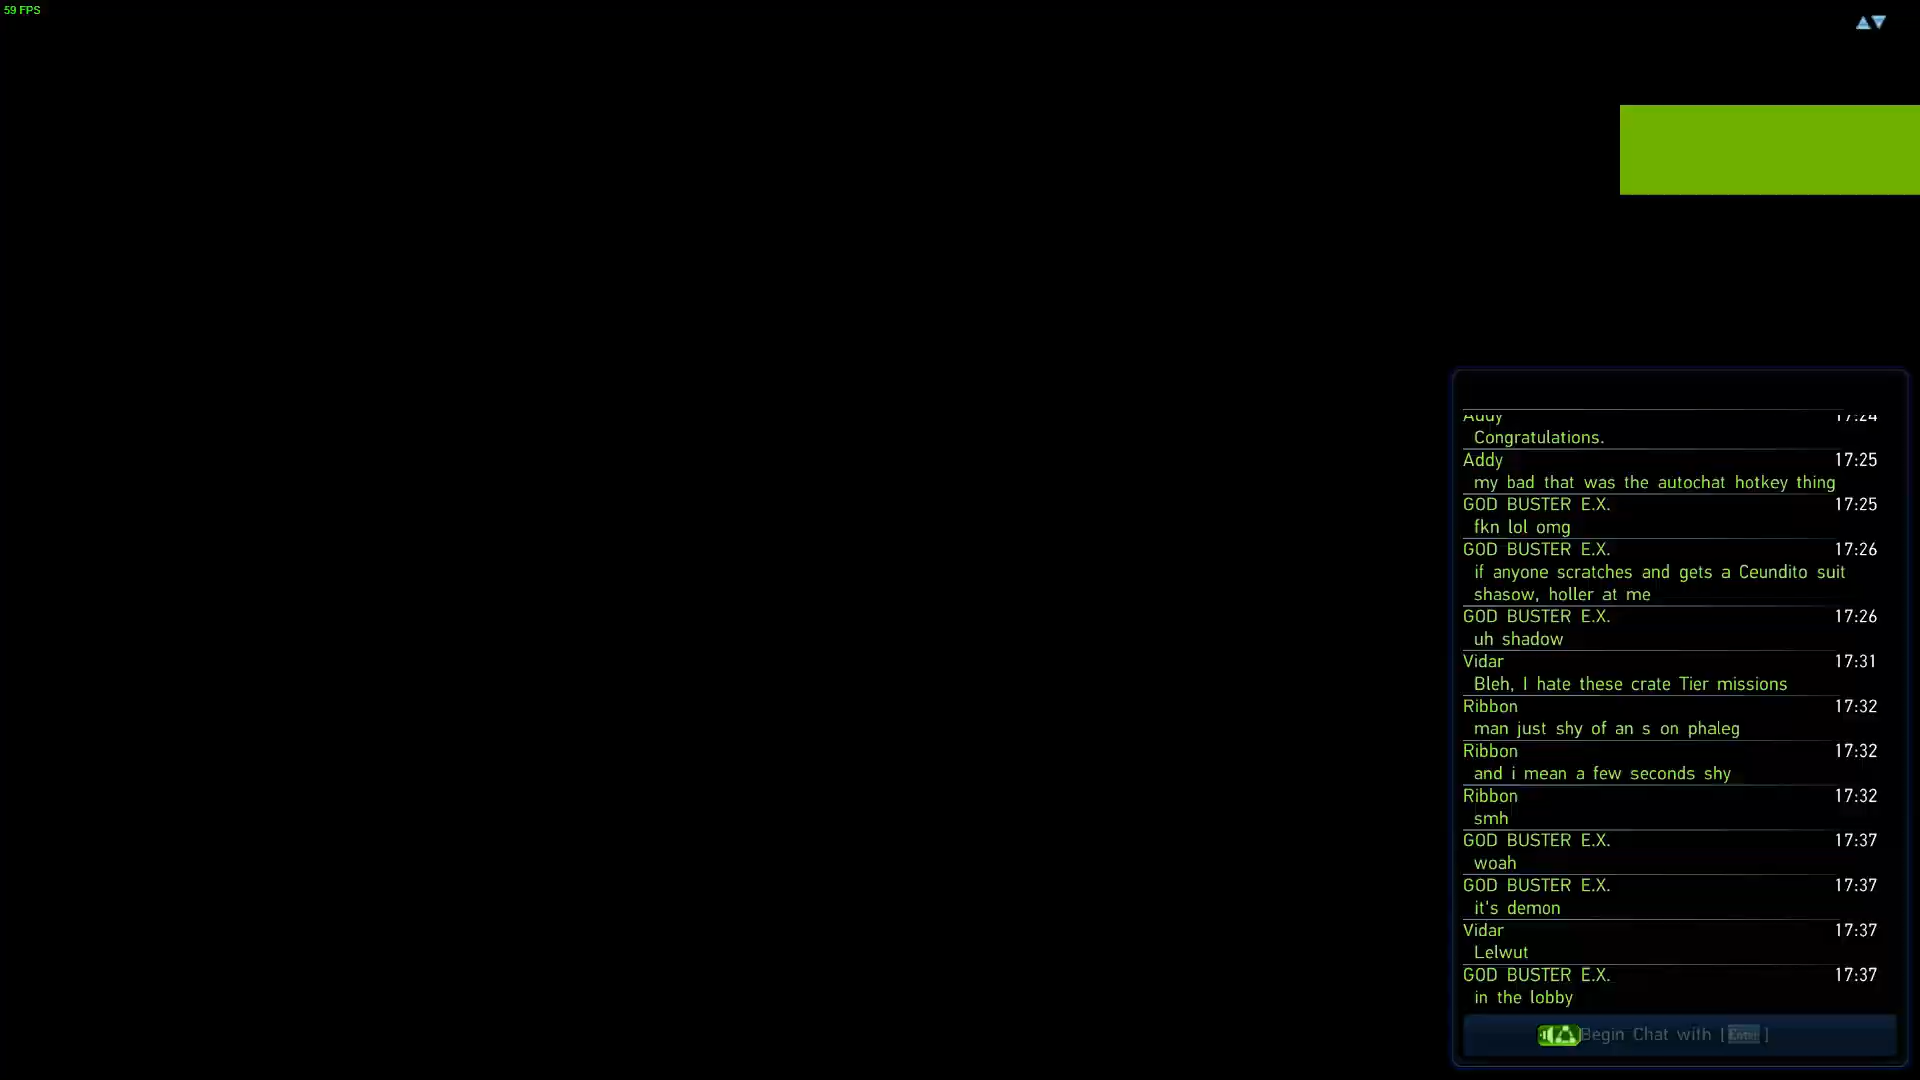 59 FPS
Addy 17:24
Congratulations.
Addy 17:25
my bad that was the autochat hotkey thing
GOD BUSTER E.X. 17:25
fkn lol omg
GOD BUSTER E.X. 17:26
if anyone scratches and gets a Ceundito suit
shasow, holler at me
GOD BUSTER E.X. 17:26
uh shadow
Vidar 17:31
Bleh, I hate these crate Tier missions
Ribbon 17:32
man just shy of an s on phaleg
Ribbon 17:32
and i mean a few seconds shy
Ribbon 17:32
smh
GOD BUSTER E.X. 17:37
woah
GOD BUSTER E.X. 17:37
it's demon
Vidar 17:37
Lelwut
GOD BUSTER E.X. 17:37
in the lobby
Begin Chat with [Enter]